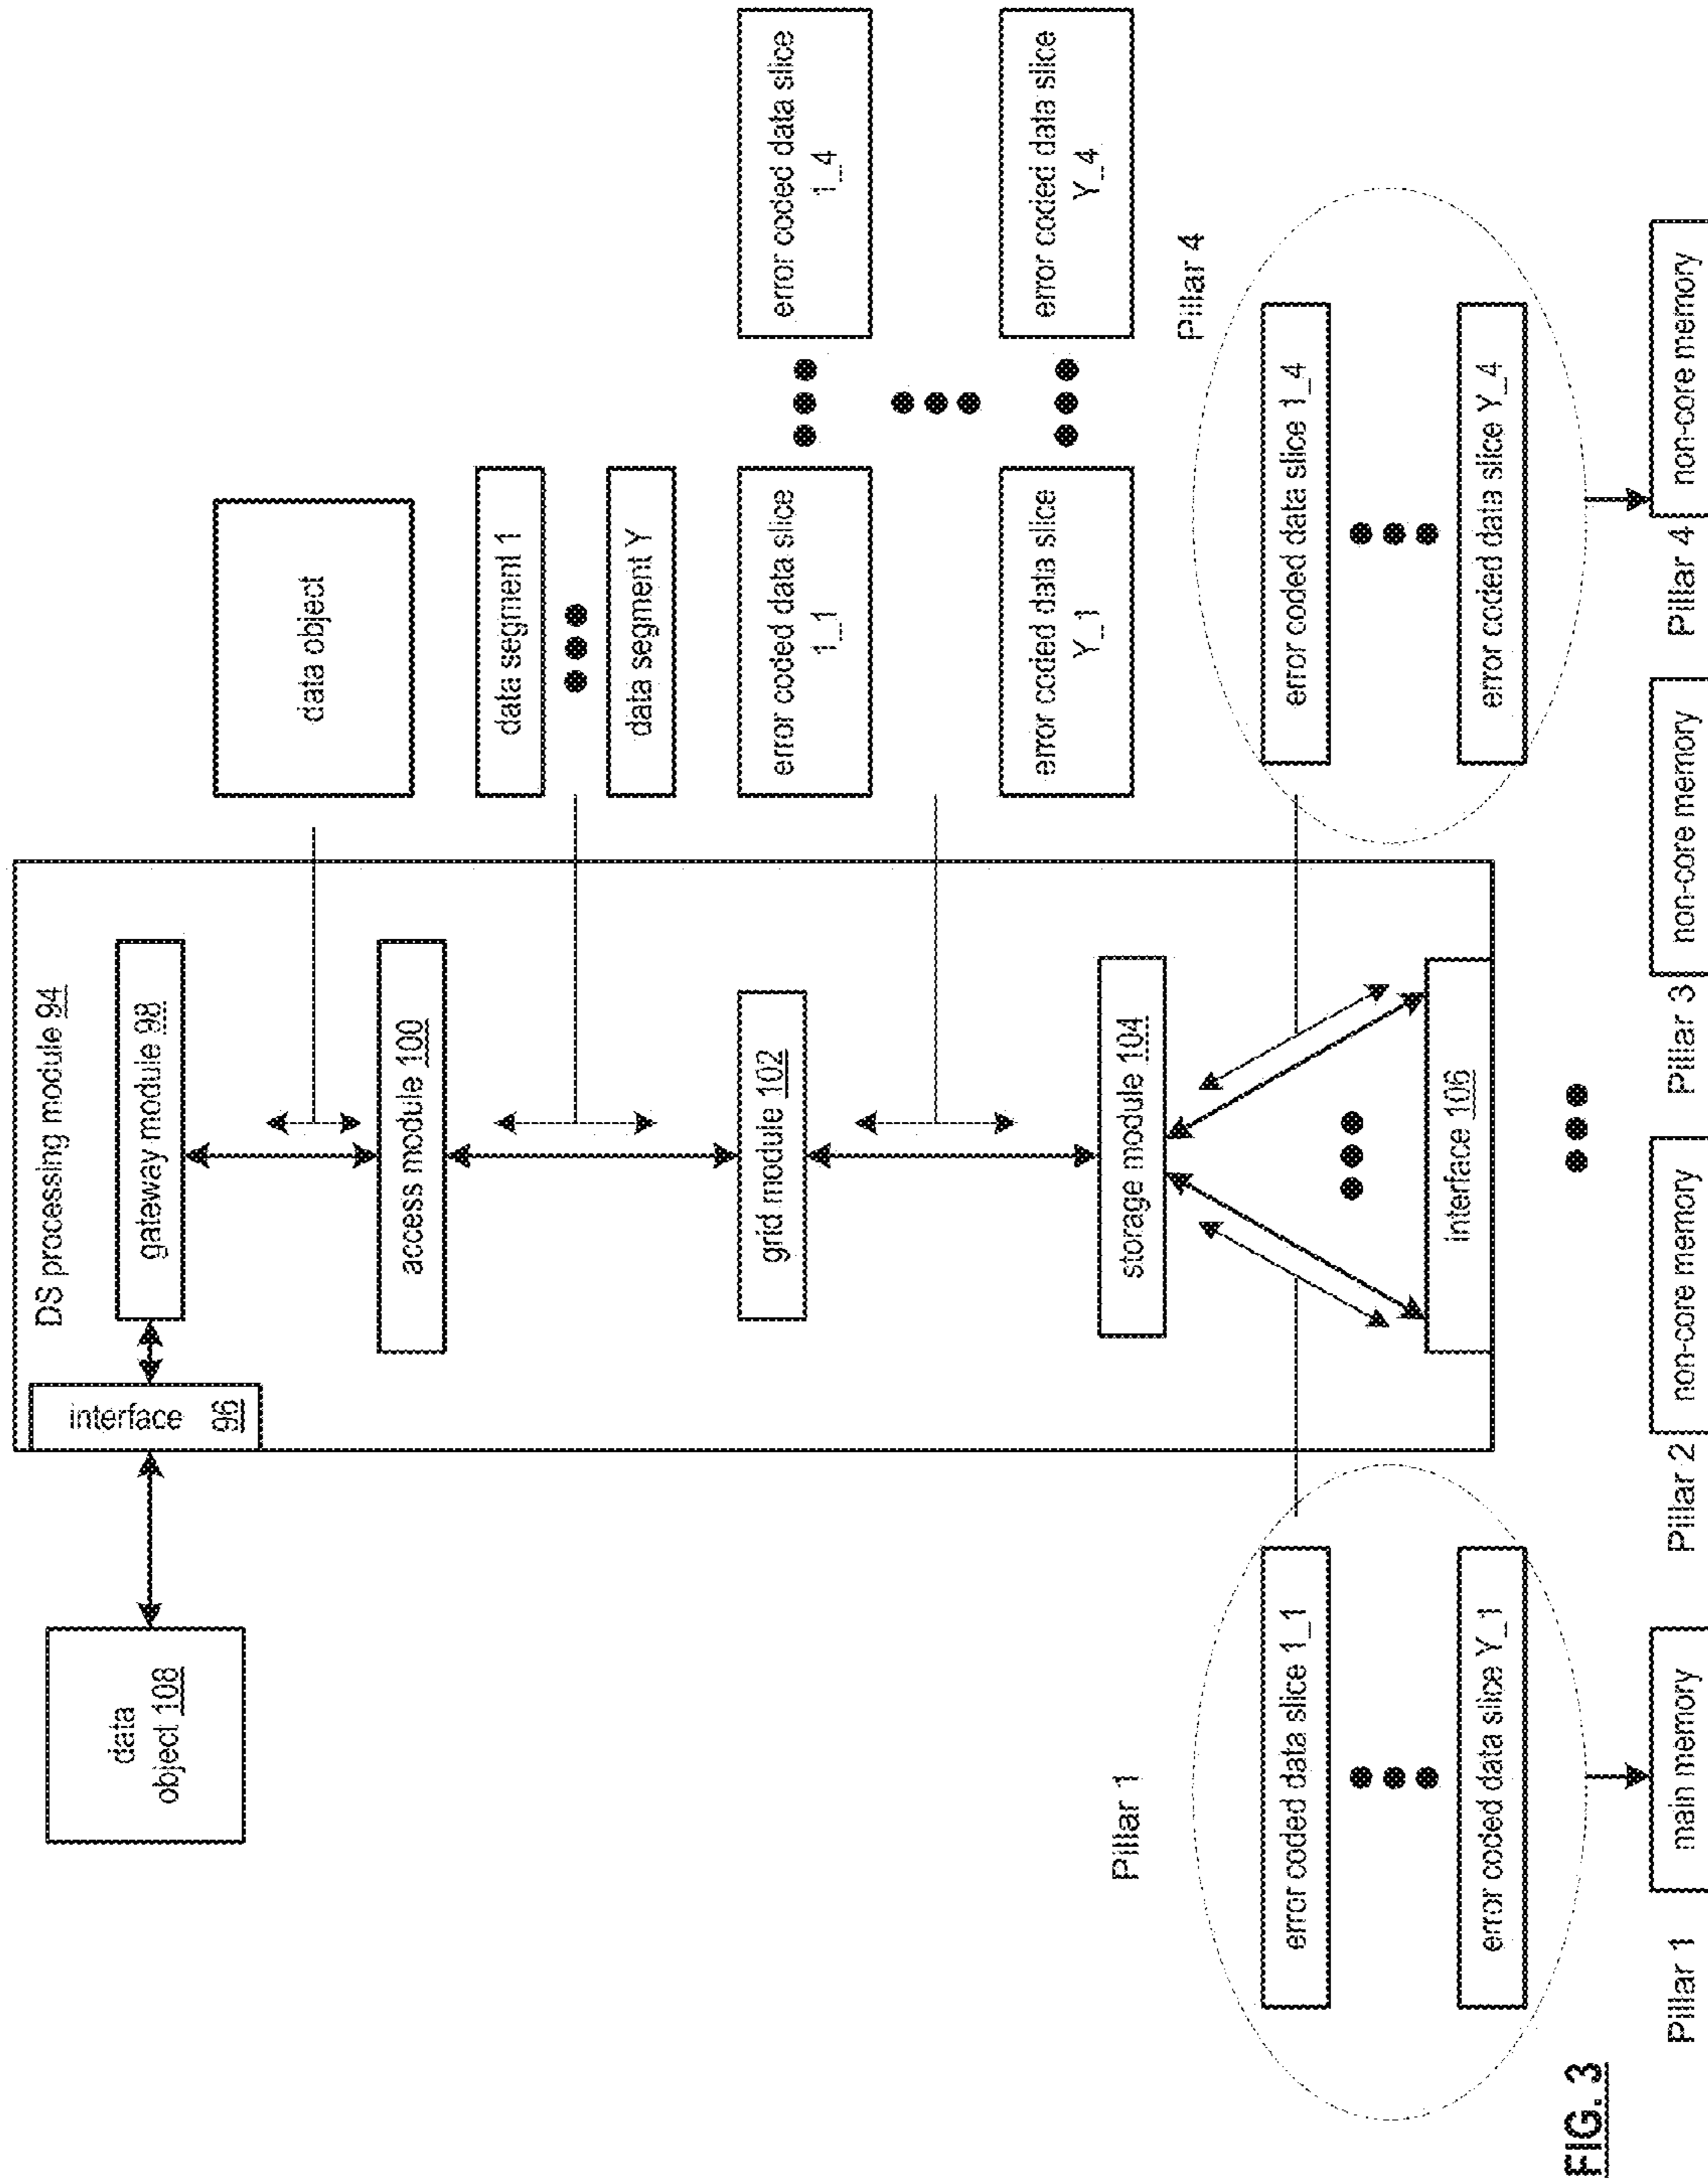 DS processing module 94
data
object 108
interface 96
gateway module 98
data object
access module 100
data segment 1
data segment Y
grid module 102
error coded data slice
1_1
error coded data slice
1_4
error coded data slice
Y_1
error coded data slice
Y_4
storage module 104
Pillar 1
Pillar 4
error coded data slice 1_1
error coded data slice 1_4
interface 106
error coded data slice Y_1
error coded data slice Y_4
Pillar 1
main memory
Pillar 2
non-core memory
Pillar 3
non-core memory
Pillar 4
non-core memory
FIG. 3